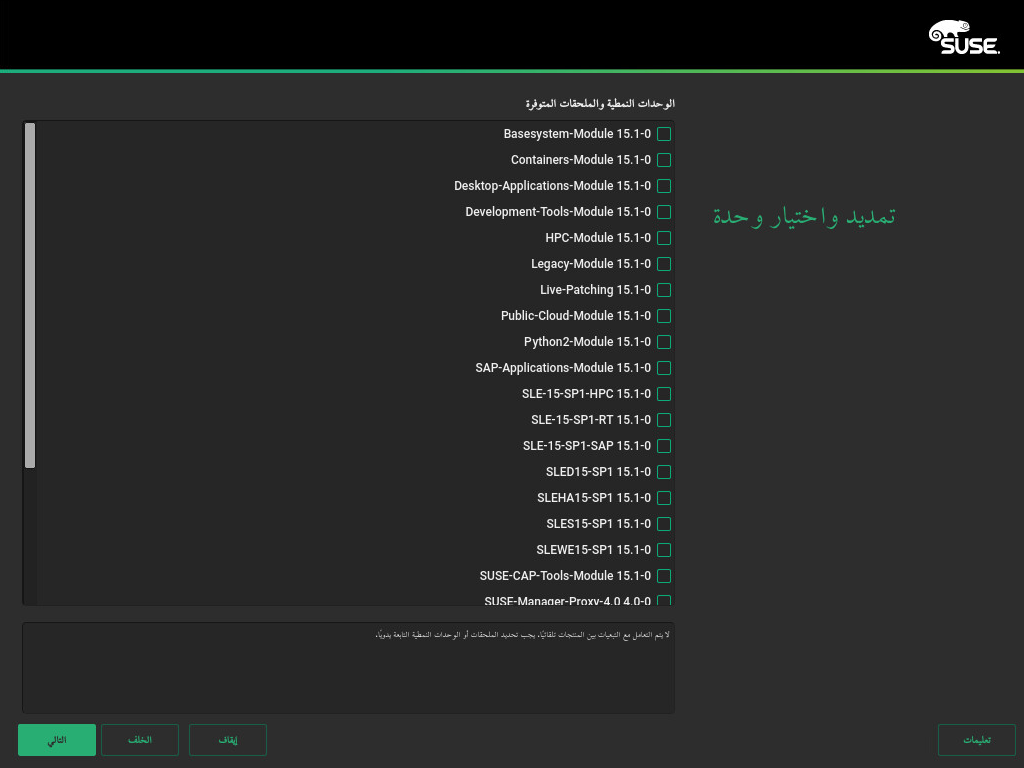 SUSE
الوحدات النمطية والملحقات المتوفرة
Basesystem-Module 15.1-0
Containers-Module 15.1-0
Desktop-Applications-Module 15.1-0
Development-Tools-Module 15.1-0
HPC-Module 15.1-0
Legacy-Module 15.1-0
Live-Patching 15.1-0
Public-Cloud-Module 15.1-0
Python2-Module 15.1-0
SAP-Applications-Module 15.1-0
SLE-15-SP1-HPC 15.1-0
SLE-15-SP1-RT 15.1-0
SLE-15-SP1-SAP 15.1-0
SLED15-SP1 15.1-0
SLEHA15-SP1 15.1-0
SLES15-SP1 15.1-0
SLEWE15-SP1 15.1-0
SUSE-CAP-Tools-Module 15.1-0
SUSE-Manager-Proxy-4.0 4.0-0
تمديد واختيار وحدة
لا يتم التعامل مع التبعيات بين المنتجات تلقائيًا. يجب تحديد الملحقات أو الوحدات النمطية التابعة يدويًا.
تعليمات
إيقاف
الخلف
التالي